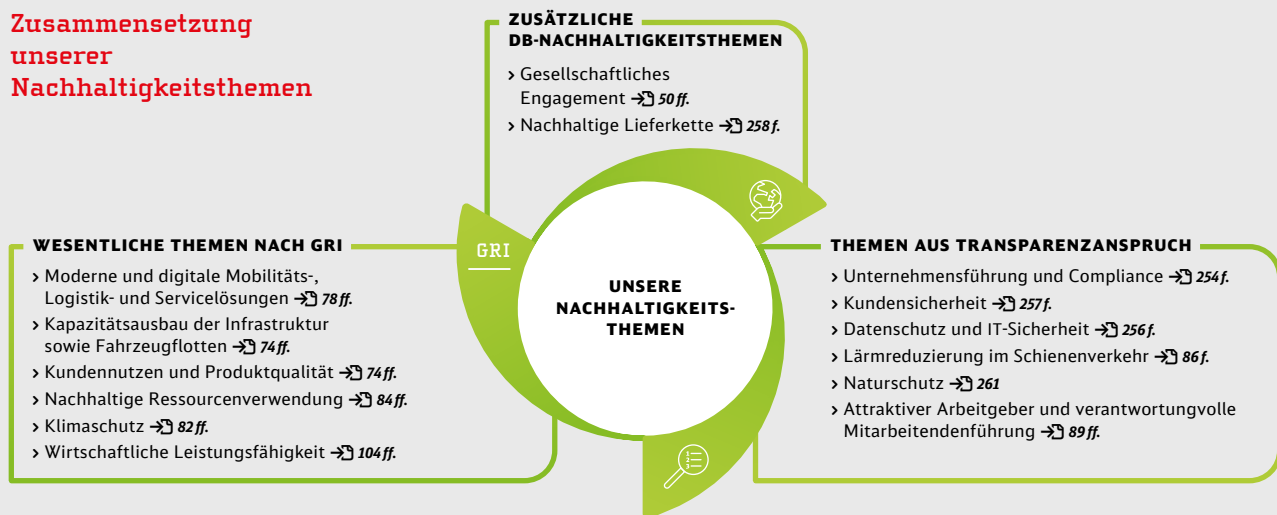 Zusammensetzung
unserer
Nachhaltigkeitsthemen
ZUSÄTZLICHE
DB-NACHHALTIGKEITSTHEMEN
› Gesellschaftliches
Engagement → 50 ff.
› Nachhaltige Lieferkette → 258 f.
WESENTLICHE THEMEN NACH GRI
› Moderne und digitale Mobilitäts-,
Logistik- und Servicelösungen → 78 ff.
› Kapazitätsausbau der Infrastruktur
sowie Fahrzeugflotten → 74 ff.
› Kundennutzen und Produktqualität → 74 ff.
› Nachhaltige Ressourcenverwendung → 84 ff.
› Klimaschutz → 82 ff.
› Wirtschaftliche Leistungsfähigkeit → 104 ff.
GRI
UNSERE
NACHHALTIGKEITS-
THEMEN
1
2
3
THEMEN AUS TRANSPARENZANSPRUCH
› Unternehmensführung und Compliance → 254 f.
› Kundensicherheit → 257 f.
› Datenschutz und IT-Sicherheit → 256 f.
› Lärmreduzierung im Schienenverkehr → 86 f.
› Naturschutz → 261
› Attraktiver Arbeitgeber und verantwortungvolle
Mitarbeitendenführung → 89 ff.